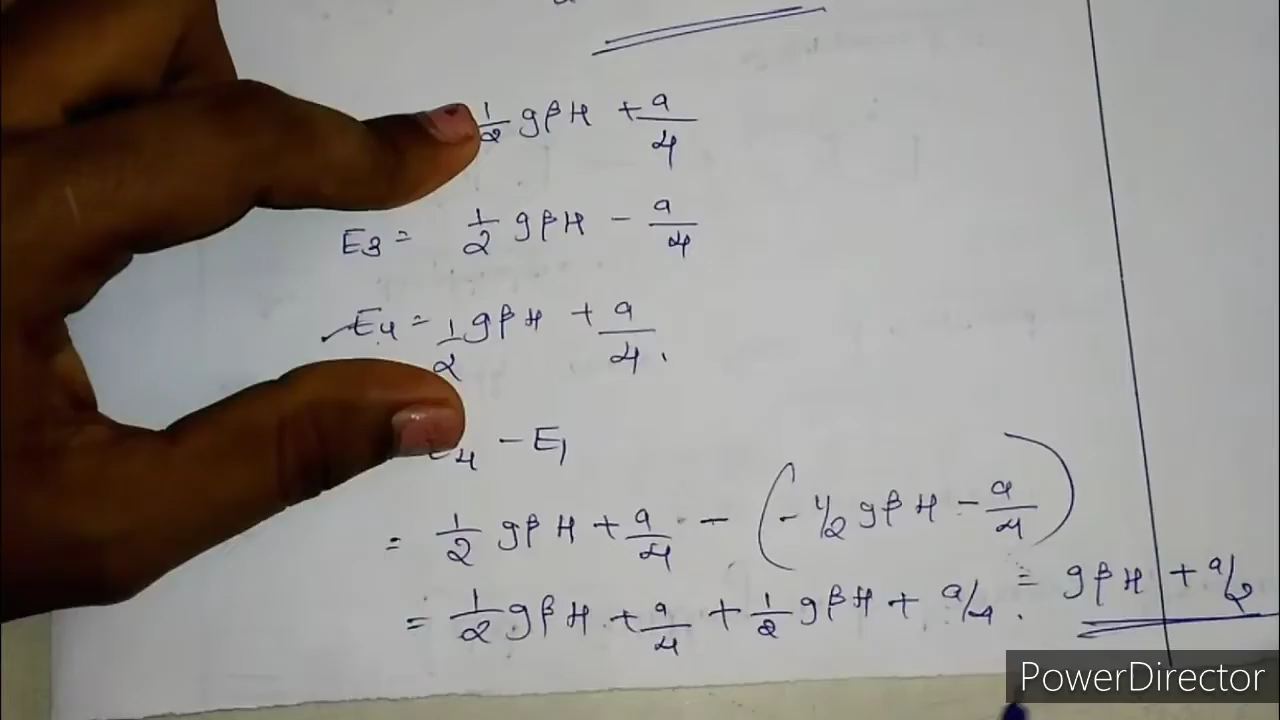 1/2 gβH + a/4
E3 = 1/2 gβH - a/4
E4 = 1/2 gβH + a/4.
4 - E1
= 1/2 gβH + a/4 - (- 1/2 gβH - a/4)
= 1/2 gβH + a/4 + 1/2 gβH + a/4 . = gβH + a/2
PowerDirector